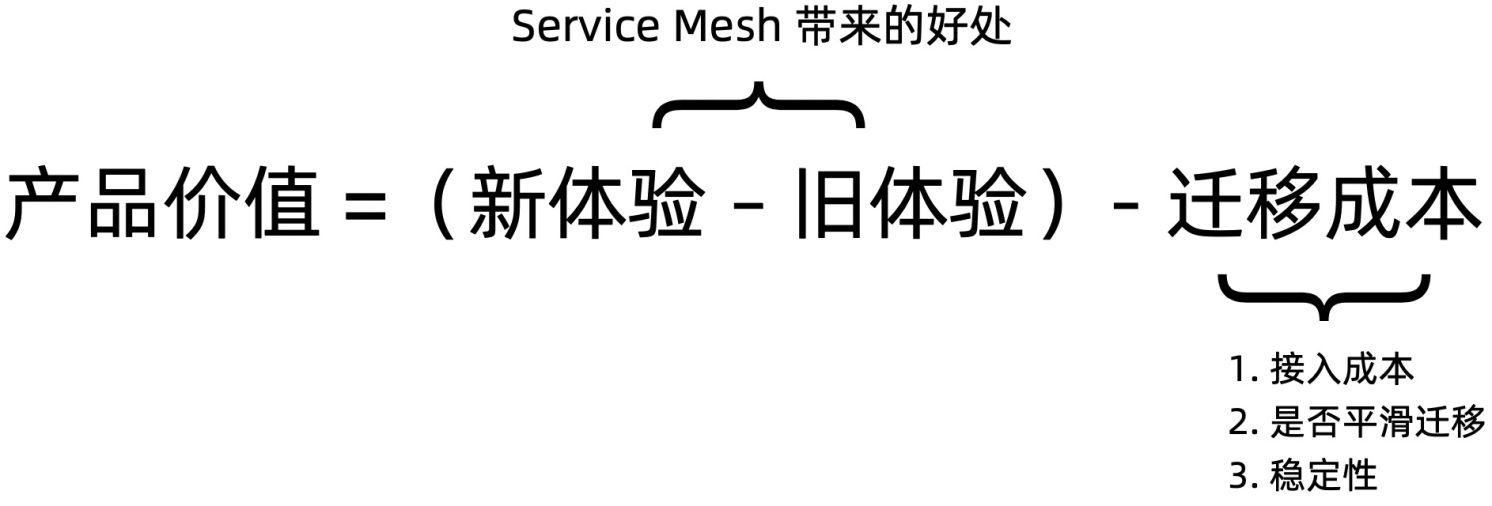 Service Mesh 带来的好处
产品价值 =（新体验 - 旧体验）- 迁移成本
1. 接入成本
2. 是否平滑迁移
3. 稳定性